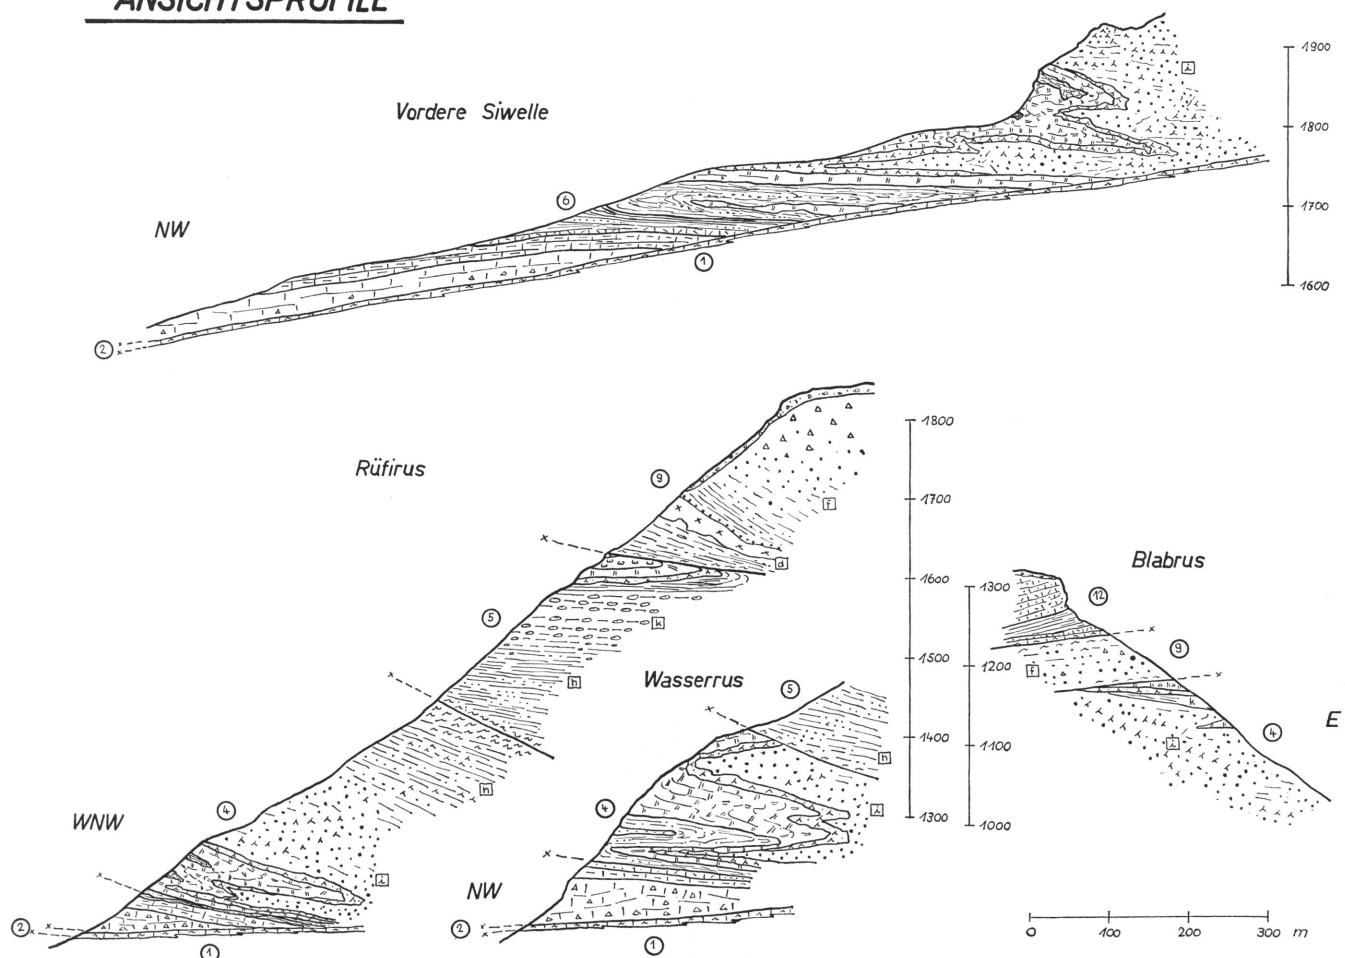 ANSICHTSPROFILE
Vordere Siwelle
NW
6
1
2
i
1900
1800
1700
1600
Rüfirus
WNW
9
5
4
2
1
f
d
k
h
h
i
1800
1700
1600
1500
1400
1300
Wasserrus
NW
5
4
2
1
h
i
Blabrus
E
12
9
4
f
k
i
1300
1200
1100
1000
0 100 200 300 m